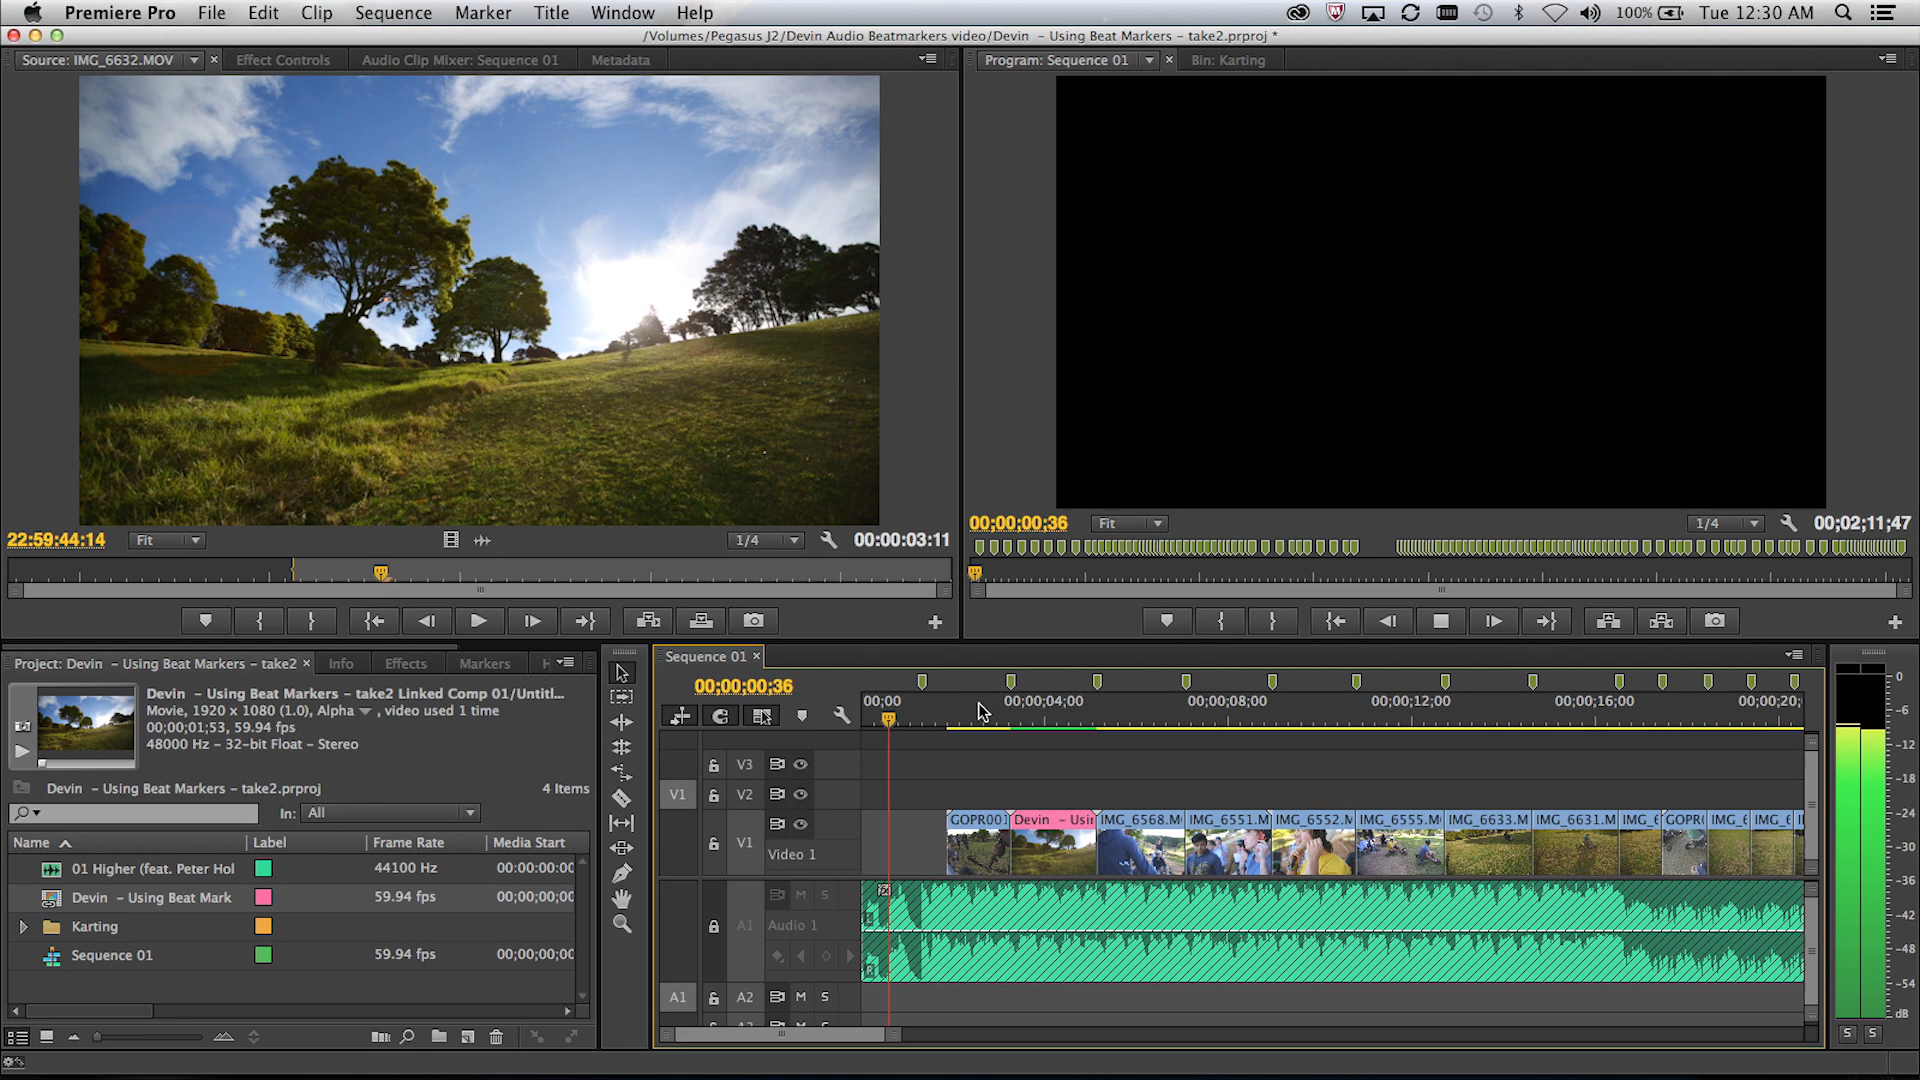 Premiere Pro File Edit Clip Sequence Marker Title Window Help 100% Tue 12:30 AM
/Volumes/Pegasus J2/Devin Audio Beatmarkers video/Devin - Using Beat Markers - take2.prproj *
Source: IMG_6632.MOV Effect Controls Audio Clip Mixer: Sequence 01 Metadata
Program: Sequence 01 Bin: Karting
22:59:44:14 Fit 1/4 00:00:03:11
00;00;00;36 Fit 1/4 00;02;11;47
Project: Devin - Using Beat Markers - take2 Info Effects Markers H
Devin - Using Beat Markers - take2 Linked Comp 01/Untitl...
Movie, 1920 x 1080 (1.0), Alpha , video used 1 time
00;00;01;53, 59.94 fps
48000 Hz - 32-bit Float - Stereo
Devin - Using Beat Markers - take2.prproj 4 Items
In: All
Name Label Frame Rate Media Start
01 Higher (feat. Peter Hol 44100 Hz 00:00:00:00
Devin - Using Beat Mark 59.94 fps 00;00;00;00
Karting
Sequence 01 59.94 fps 00;00;00;00
Sequence 01
00;00;00;36
00;00 00;00;04;00 00;00;08;00 00;00;12;00 00;00;16;00 00;00;20;
V3
V1 V2
V1
Video 1
GOPR001 Devin - Usin IMG_6568.M IMG_6551.M IMG_6552.M IMG_6555.M IMG_6633.M IMG_6631.M IMG_6 GOPR( IMG_6 IMG_6
M S
A1 Audio 1
L
R
A1 A2 M S
0
-6
-12
-18
-24
-30
-36
-42
-48
-54
dB
S S